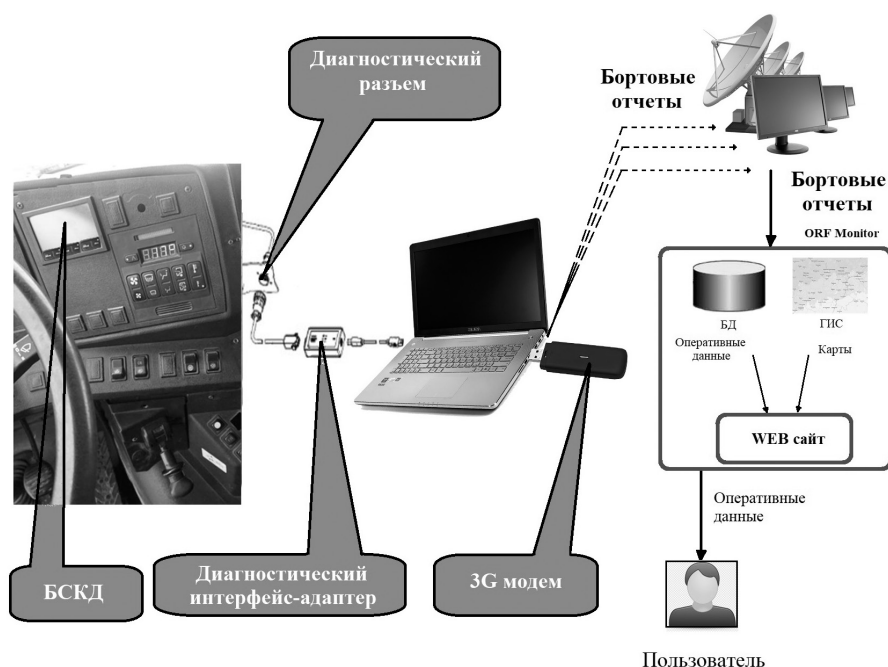 Диагностический
разъем
Бортовые
отчеты
Бортовые
отчеты
ORF Monitor
БД
ГИС
Оперативные
данные
Карты
WEB сайт
Оперативные
данные
БСКД
Диагностический
интерфейс-адаптер
3G модем
Пользователь